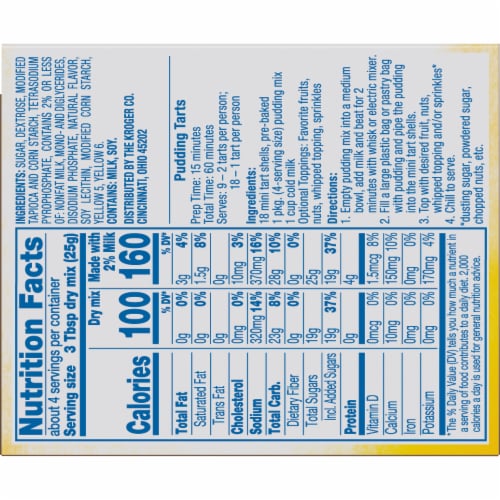 Nutrition Facts
about 4 servings per container
Serving size 3 Tbsp dry mix (25g)
Dry mix Made with 2% Milk
Calories 100 160
% DV* % DV*
Total Fat 0g 0% 3g 4%
Saturated Fat 0g 0% 1.5g 8%
Trans Fat 0g 0g
Cholesterol 0mg 0% 10mg 3%
Sodium 320mg 14% 370mg 16%
Total Carb. 23g 8% 28g 10%
Dietary Fiber 0g 0% 0g 0%
Total Sugars 19g 25g
Incl. Added Sugars 19g 37% 19g 37%
Protein 0g 4g
Vitamin D 0mcg 0% 1.5mcg 8%
Calcium 10mg 0% 150mg 10%
Iron 0mg 0% 0mg 0%
Potassium 0mg 0% 170mg 4%
*The % Daily Value (DV) tells you how much a nutrient in
a serving of food contributes to a daily diet. 2,000
calories a day is used for general nutrition advice.
INGREDIENTS: SUGAR, DEXTROSE, MODIFIED
TAPIOCA AND CORN STARCH, TETRASODIUM
PYROPHOSPHATE, CONTAINS 2% OR LESS
OF: NONFAT MILK, MONO- AND DIGLYCERIDES,
DISODIUM PHOSPHATE, NATURAL FLAVOR,
SOY LECITHIN, MODIFIED CORN STARCH,
YELLOW 5, YELLOW 6.
CONTAINS: MILK, SOY.
DISTRIBUTED BY THE KROGER CO.
CINCINNATI, OHIO 45202
Pudding Tarts
Prep Time: 15 minutes
Total Time: 60 minutes
Serves: 9 – 2 tarts per person;
18 – 1 tart per person
Ingredients:
18 mini tart shells, pre-baked
1 pkg. (4-serving size) pudding mix
1 cup cold milk
Optional Toppings: Favorite fruits,
nuts, whipped topping, sprinkles
Directions:
1. Empty pudding mix into a medium
bowl, add milk and beat for 2
minutes with whisk or electric mixer.
2. Fill a large plastic bag or pastry bag
with pudding and pipe the pudding
into the mini tart shells.
3. Top with desired fruit, nuts,
whipped topping and/or sprinkles*
4. Chill to serve.
*dusting sugar, powdered sugar,
chopped nuts, etc.